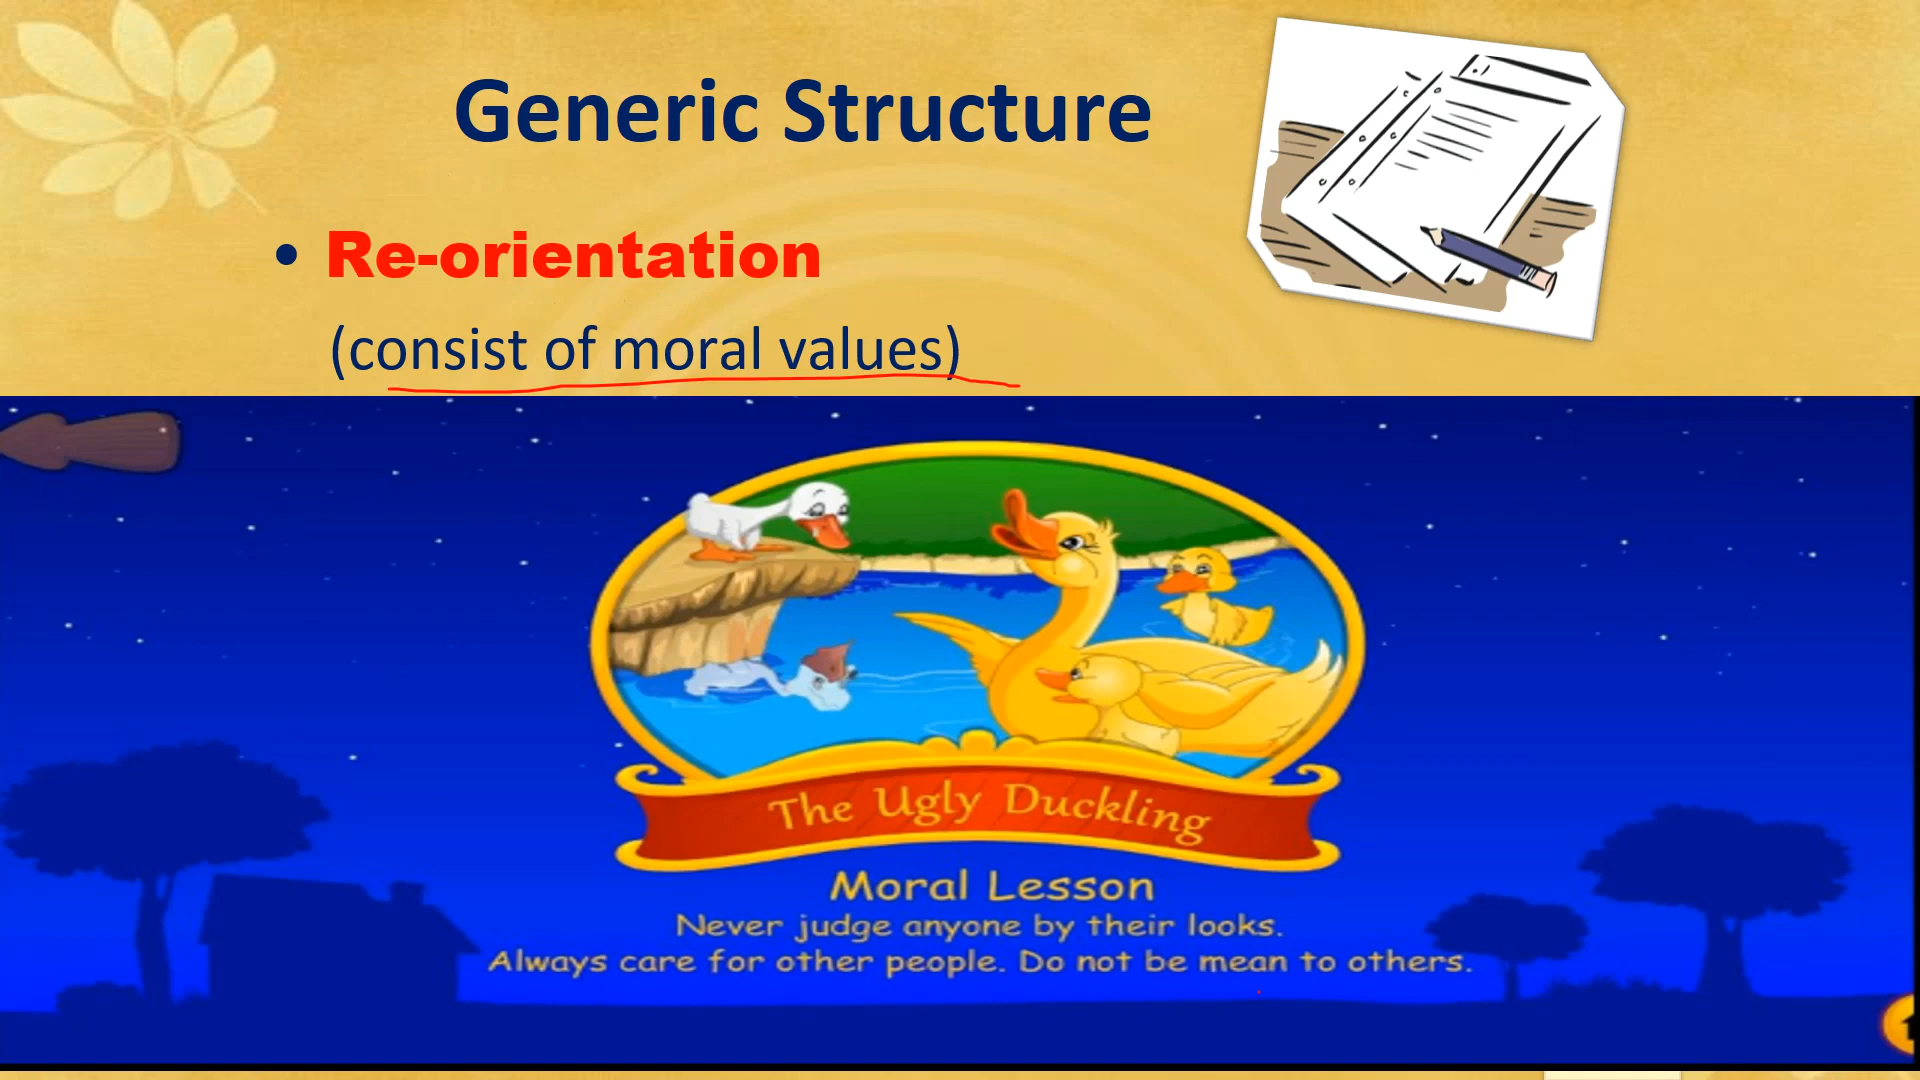 Generic Structure
• Re-orientation
(consist of moral values)
The Ugly Duckling
Moral Lesson
Never judge anyone by their looks.
Always care for other people. Do not be mean to others.